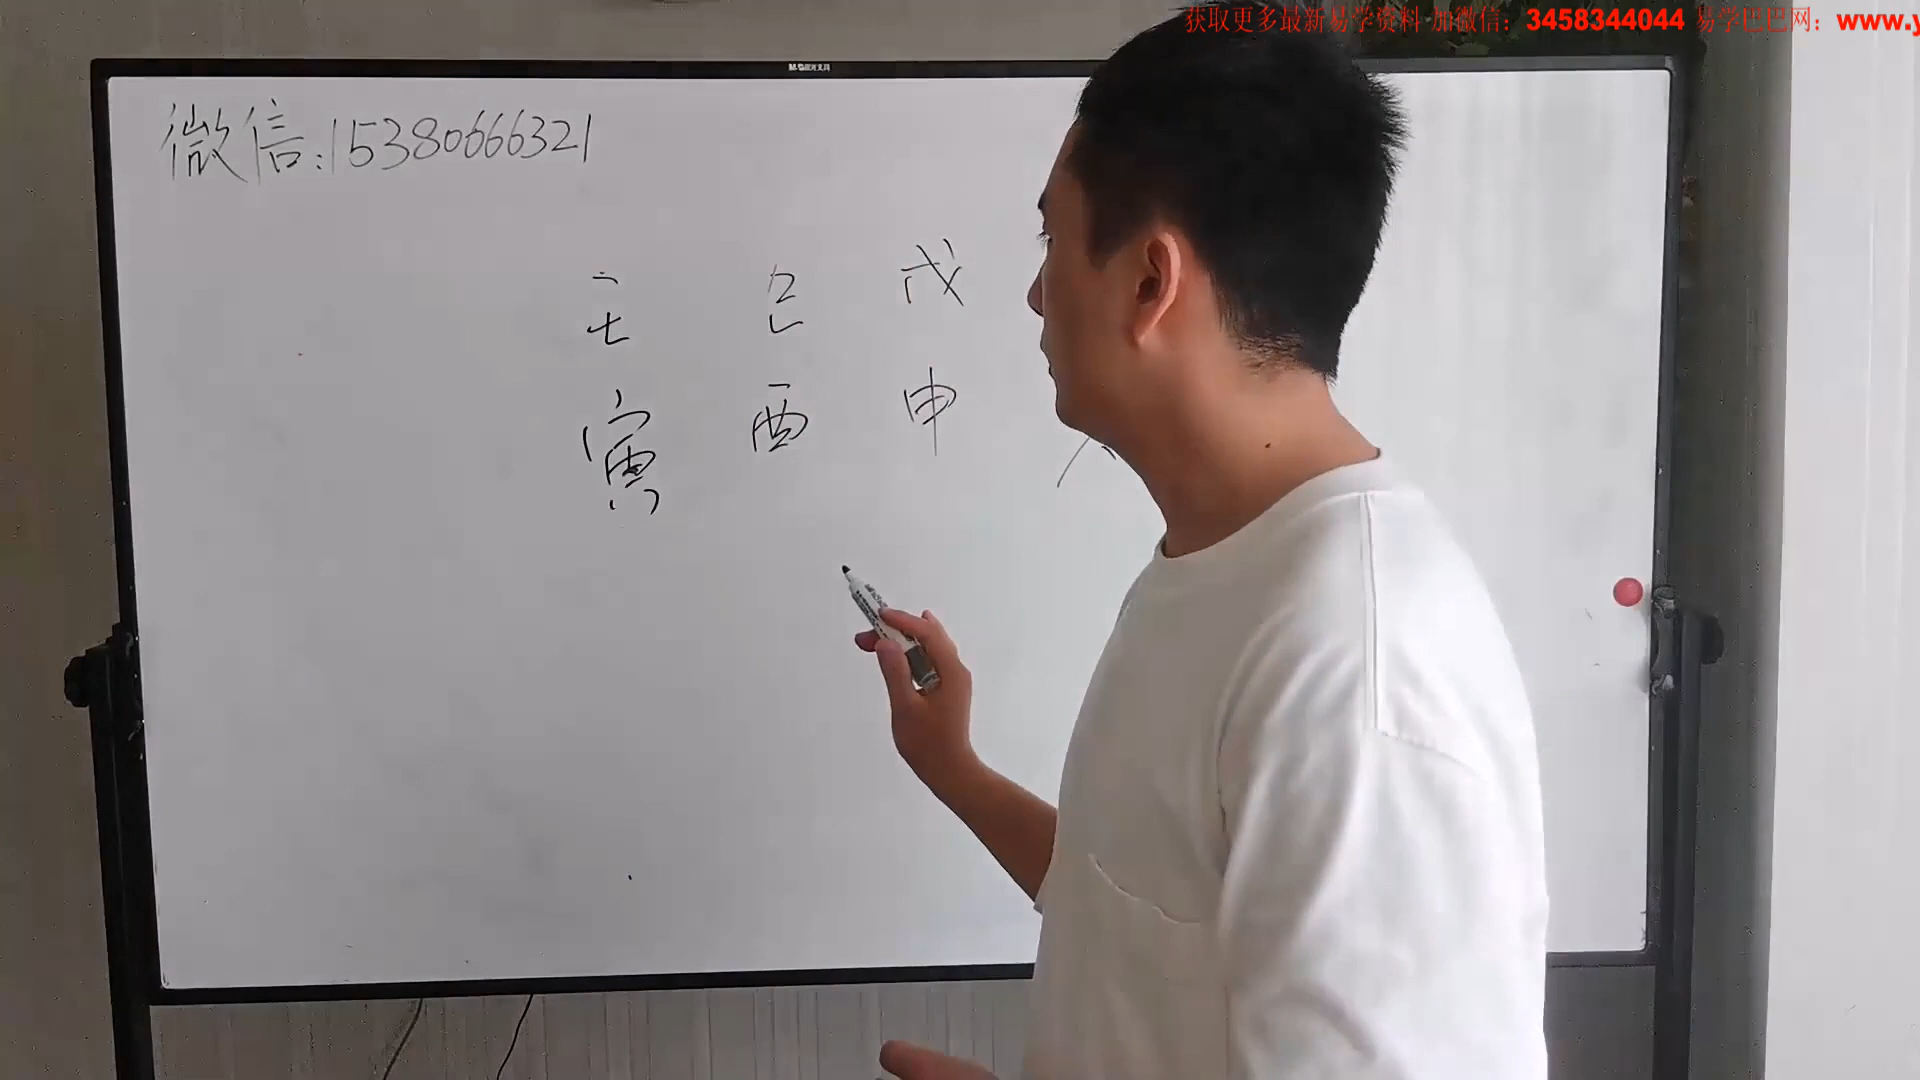 获取更多最新易学资料 加微信：3458344044 易学巴巴网：www.y
微信:15380666321
壬 己 戊
寅 酉 申